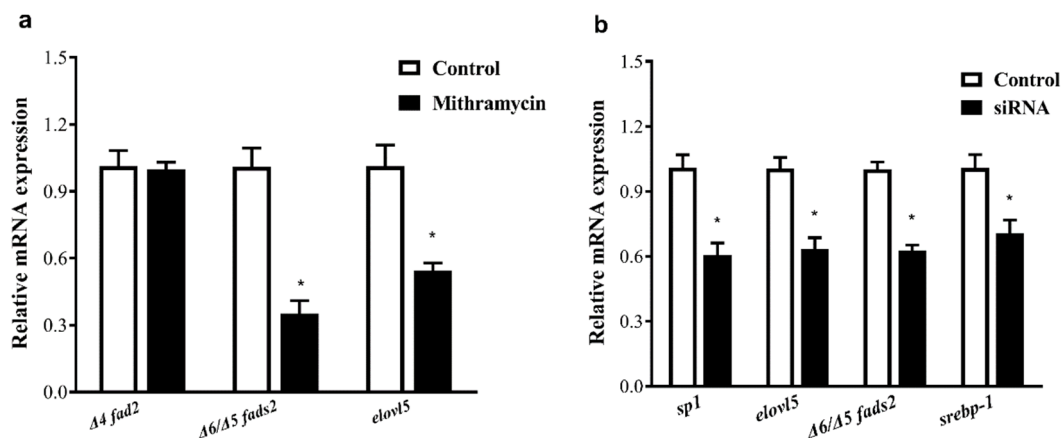 a
Relative mRNA expression
1.5
1.2
0.9
0.6
0.3
0.0
Control
Mithramycin
*
*
Δ4 fad2
Δ6/Δ5 fads2
elovl5
b
Relative mRNA expression
1.5
1.2
0.9
0.6
0.3
0.0
Control
siRNA
*
*
*
*
sp1
elovl5
Δ6/Δ5 fads2
srebp-1